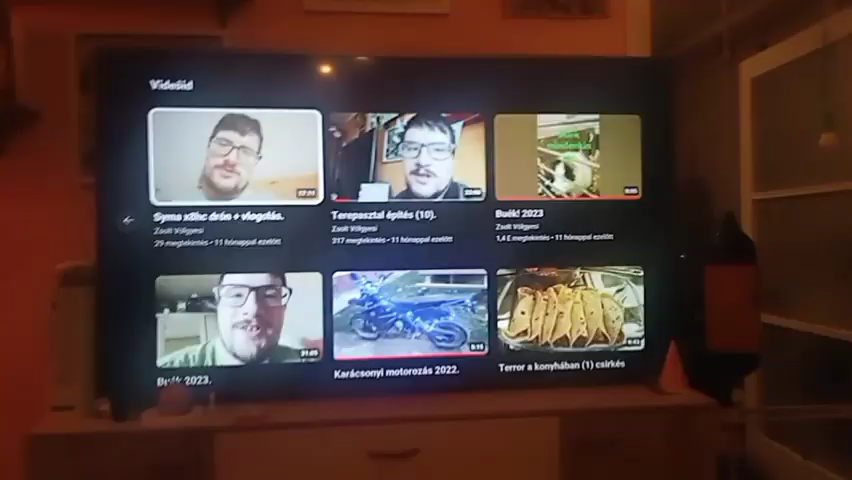 Videóid
Syma x8hc drón + vlogolás.
Zsolt Völgyesi
29 megtekintés • 11 hónappal ezelőtt
Terepasztal építés (10).
Zsolt Völgyesi
317 megtekintés • 11 hónappal ezelőtt
mindenkinek
Buék! 2023
Zsolt Völgyesi
1,4 E megtekintés • 11 hónappal ezelőtt
Buék 2023.
Karácsonyi motorozás 2022.
Terror a konyhában (1) csirkés